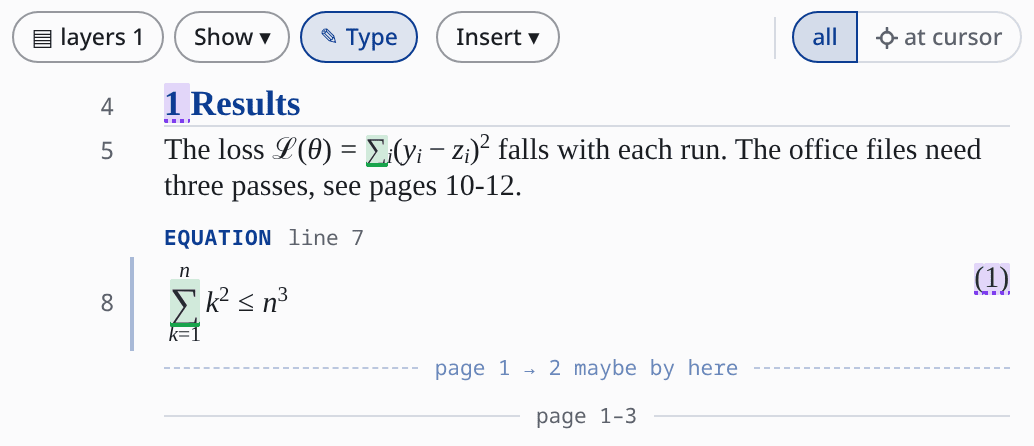 ▤ layers 1 Show ▾ ✎ Type Insert ▾ all at cursor
4 1 Results
5 The loss ℒ(θ) = ∑ᵢ(yᵢ − zᵢ)² falls with each run. The office files need
three passes, see pages 10-12.
EQUATION line 7
n
8 ∑ k² ≤ n³ (1)
k=1
page 1 → 2 maybe by here
page 1–3